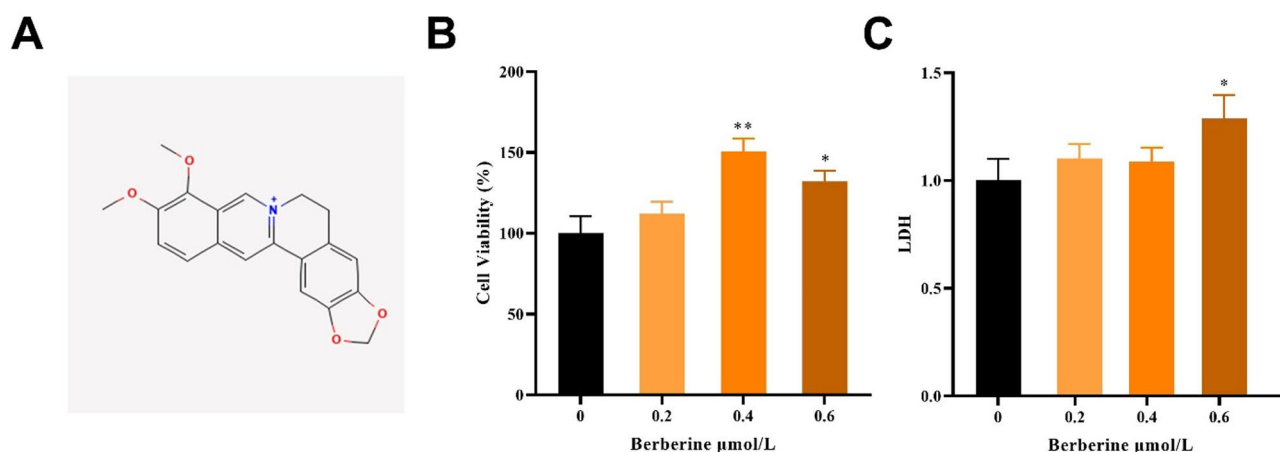 A
O
O
N
+
O
O
B
Cell Viability (%)
200
150
100
50
0
**
*
0 0.2 0.4 0.6
Berberine μmol/L
C
LDH
1.5
1.0
0.5
0.0
*
0 0.2 0.4 0.6
Berberine μmol/L